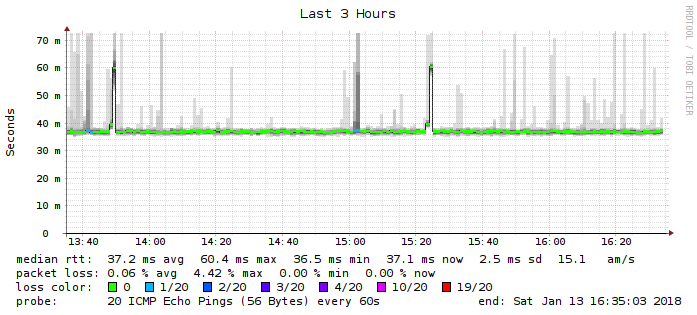 Last 3 Hours
RRDTOOL / TOBI OETIKER
Seconds
70 m
60 m
50 m
40 m
30 m
20 m
10 m
0
13:40 14:00 14:20 14:40 15:00 15:20 15:40 16:00 16:20
median rtt: 37.2 ms avg 60.4 ms max 36.5 ms min 37.1 ms now 2.5 ms sd 15.1 am/s
packet loss: 0.06 % avg 4.42 % max 0.00 % min 0.00 % now
loss color: 0 1/20 2/20 3/20 4/20 10/20 19/20
probe: 20 ICMP Echo Pings (56 Bytes) every 60s end: Sat Jan 13 16:35:03 2018